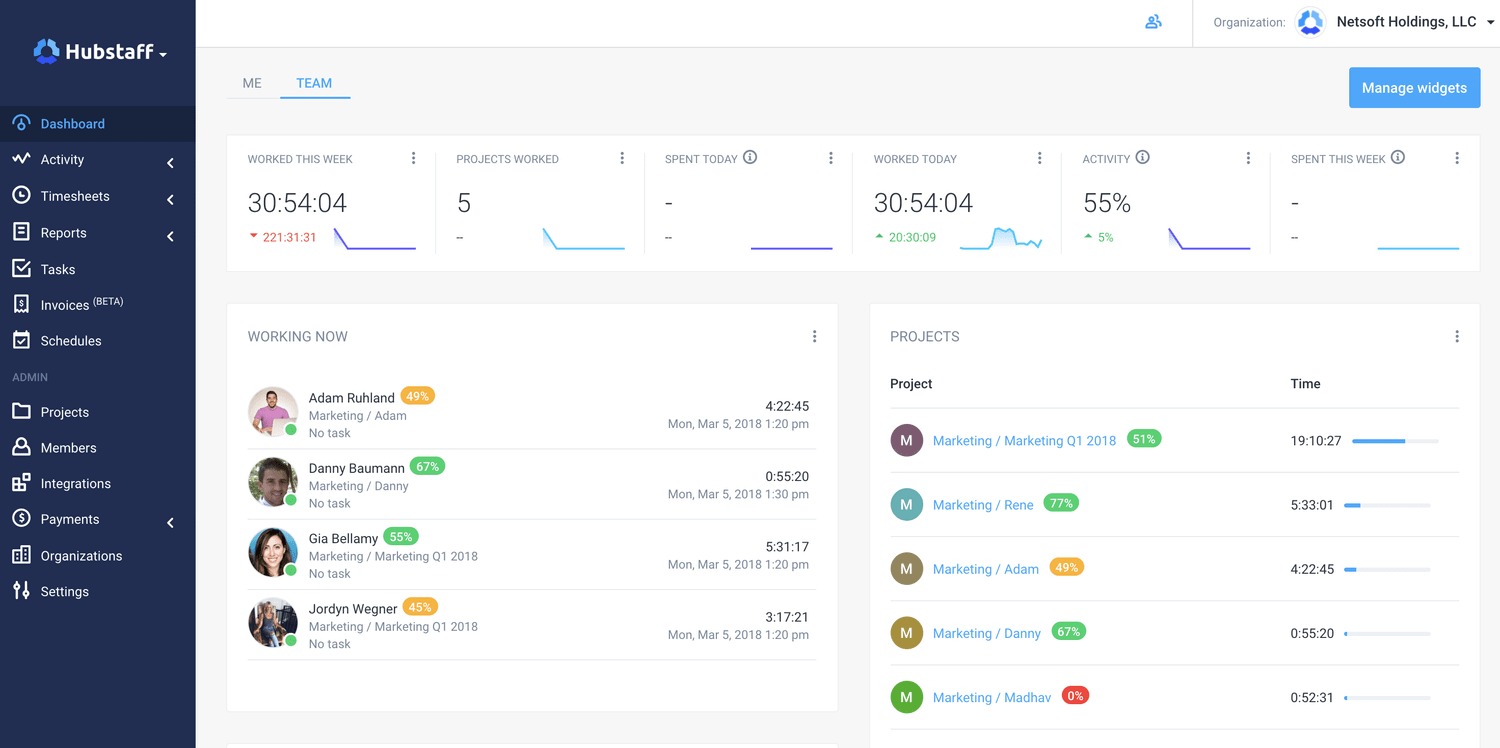 Hubstaff
Organization: Netsoft Holdings, LLC
Dashboard
Activity
Timesheets
Reports
Tasks
Invoices (BETA)
Schedules
ADMIN
Projects
Members
Integrations
Payments
Organizations
Settings
ME TEAM
Manage widgets
WORKED THIS WEEK
30:54:04
221:31:31
PROJECTS WORKED
5
--
SPENT TODAY
-
--
WORKED TODAY
30:54:04
20:30:09
ACTIVITY
55%
5%
SPENT THIS WEEK
-
--
WORKING NOW
Adam Ruhland 49%
Marketing / Adam
No task
4:22:45
Mon, Mar 5, 2018 1:20 pm
Danny Baumann 67%
Marketing / Danny
No task
0:55:20
Mon, Mar 5, 2018 1:30 pm
Gia Bellamy 55%
Marketing / Marketing Q1 2018
No task
5:31:17
Mon, Mar 5, 2018 1:20 pm
Jordyn Wegner 45%
Marketing / Marketing Q1 2018
No task
3:17:21
Mon, Mar 5, 2018 1:20 pm
PROJECTS
Project Time
M Marketing / Marketing Q1 2018 51% 19:10:27
M Marketing / Rene 77% 5:33:01
M Marketing / Adam 49% 4:22:45
M Marketing / Danny 67% 0:55:20
M Marketing / Madhav 0% 0:52:31